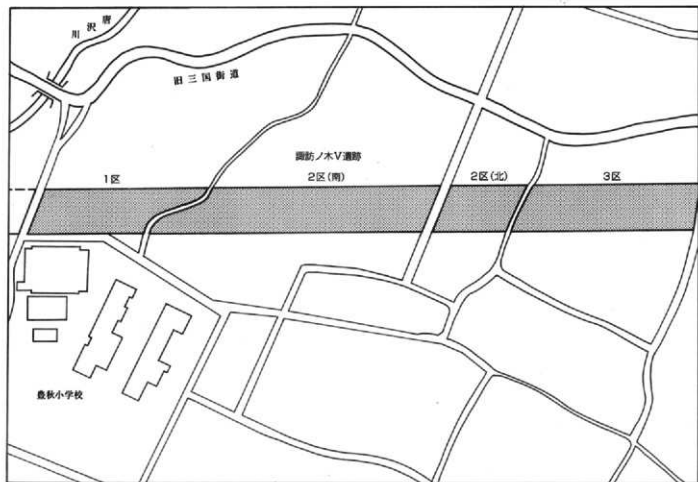 唐沢川
旧三国街道
諏訪ノ木V遺跡
1区
2区(南)
2区(北)
3区
豊秋小学校